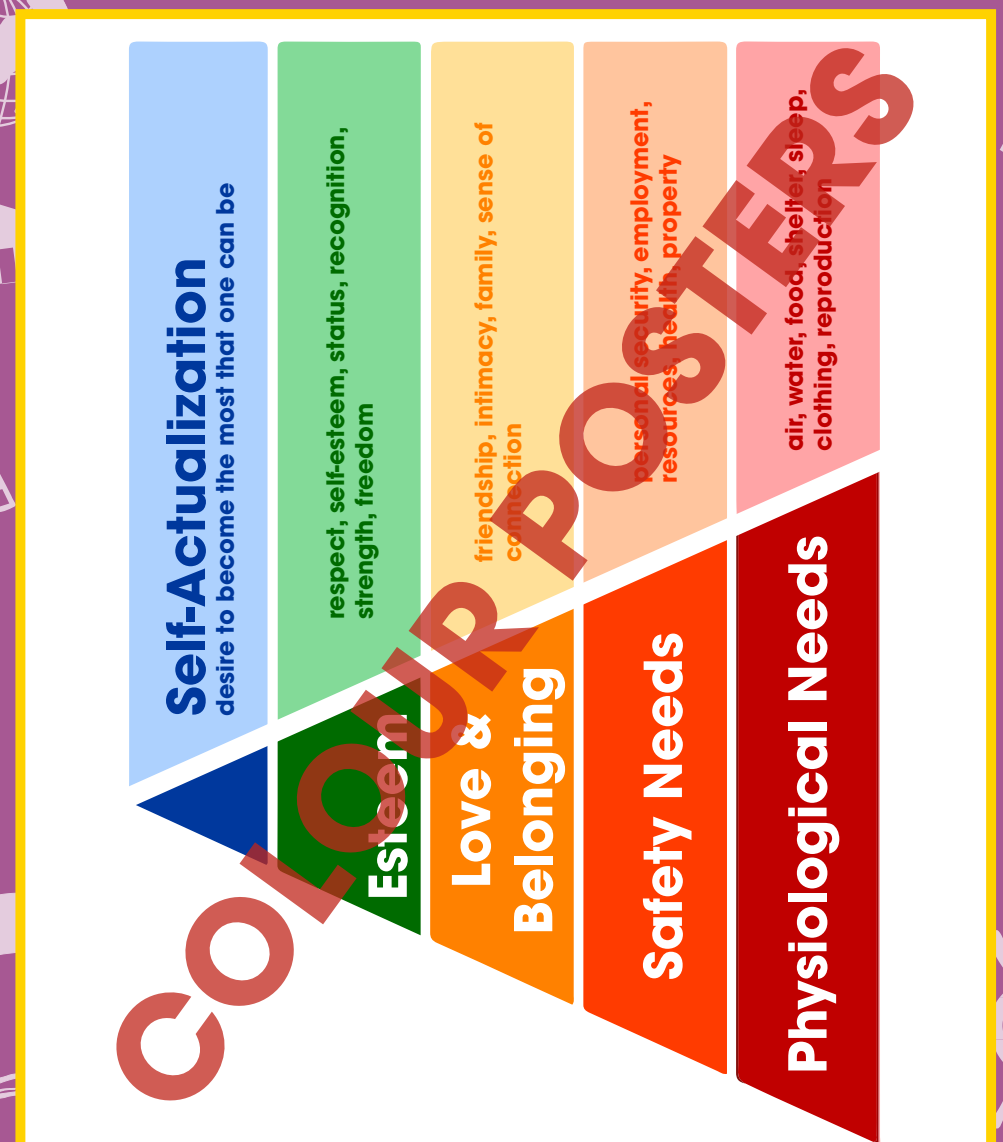 Self-Actualization
desire to become the most that one can be
Esteem
respect, self-esteem, status, recognition,
strength, freedom
Love &
Belonging
friendship, intimacy, family, sense of
connection
Safety Needs
personal security, employment,
resources, health, property
Physiological Needs
air, water, food, shelter, sleep,
clothing, reproduction
COLOUR POSTERS